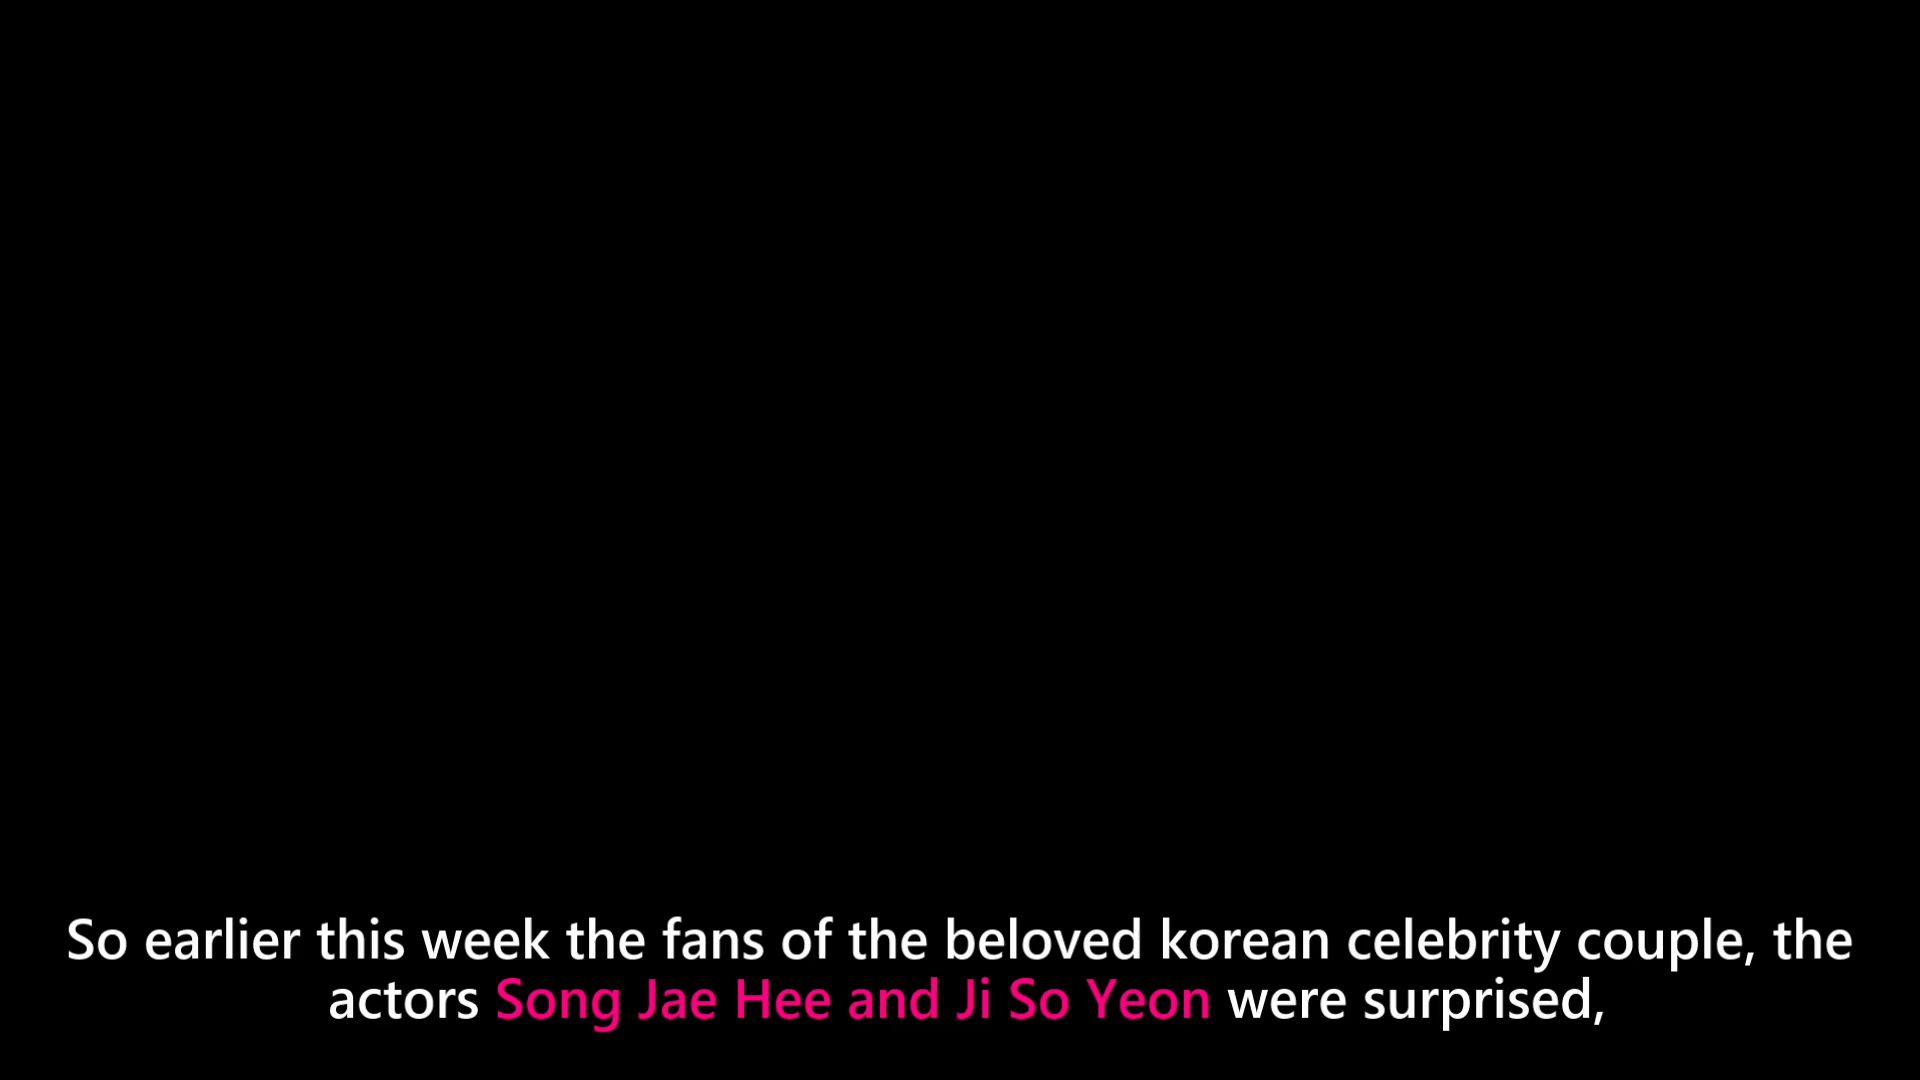 So earlier this week the fans of the beloved korean celebrity couple, the
actors Song Jae Hee and Ji So Yeon were surprised,